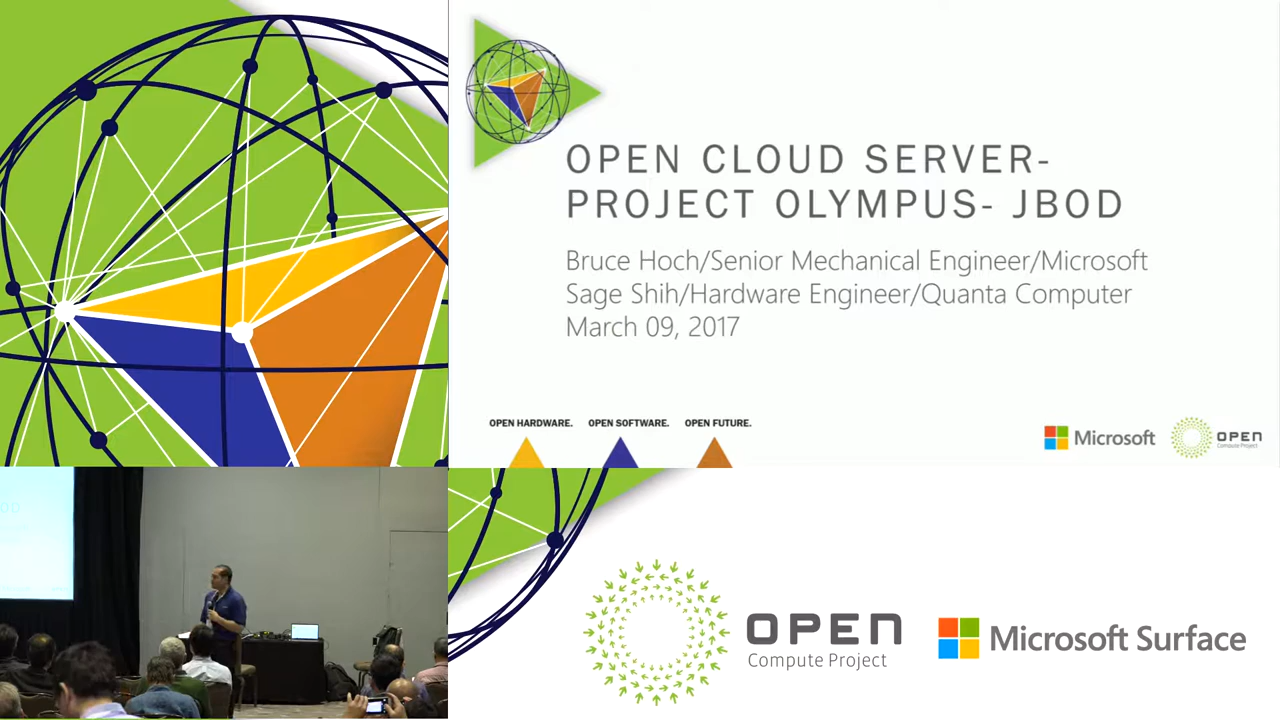 OPEN CLOUD SERVER-
PROJECT OLYMPUS- JBOD
Bruce Hoch/Senior Mechanical Engineer/Microsoft
Sage Shih/Hardware Engineer/Quanta Computer
March 09, 2017
OPEN HARDWARE. OPEN SOFTWARE. OPEN FUTURE.
Microsoft
OPEN
Compute Project
OPEN
Compute Project
Microsoft Surface